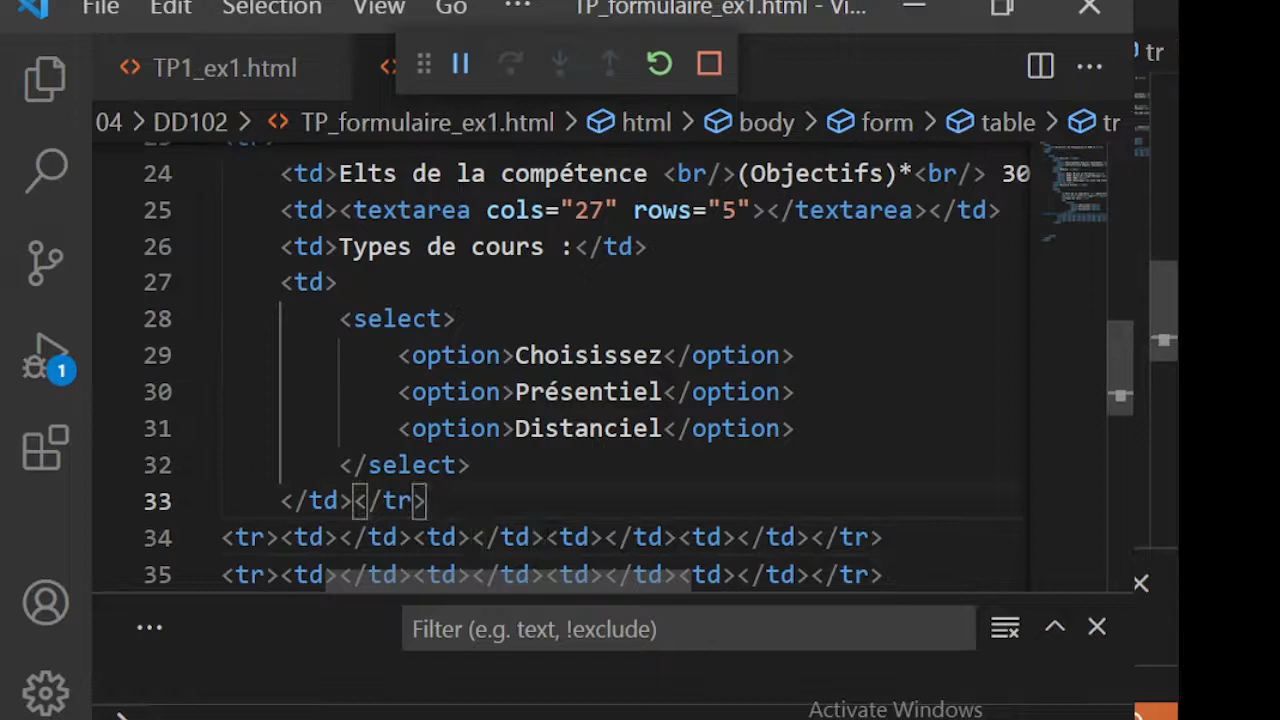 File Edit Selection View Go ··· TP_formulaire_ex1.html - Vi...
TP1_ex1.html
tr
04 > DD102 > <> TP_formulaire_ex1.html > html > body > form > table > tr
24 <td>Elts de la compétence <br/>(Objectifs)*<br/> 30
25 <td><textarea cols="27" rows="5"></textarea></td>
26 <td>Types de cours :</td>
27 <td>
28 <select>
29 <option>Choisissez</option>
30 <option>Présentiel</option>
31 <option>Distanciel</option>
32 </select>
33 </td></tr>
34 <tr><td></td><td></td><td></td><td></td></tr>
35 <tr><td></td><td></td><td></td><td></td></tr>
1
Filter (e.g. text, !exclude)
Activate Windows